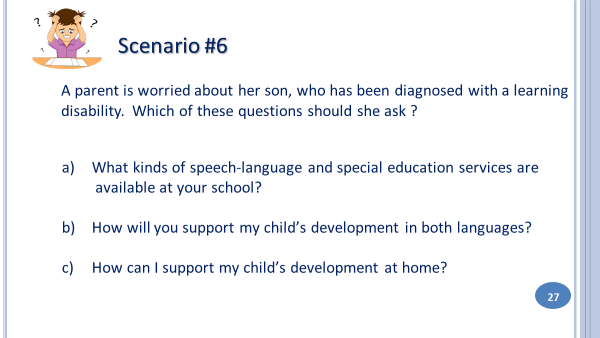 Scenario #6
A parent is worried about her son, who has been diagnosed with a learning
disability. Which of these questions should she ask ?
a) What kinds of speech-language and special education services are
available at your school?
b) How will you support my child's development in both languages?
c) How can I support my child's development at home?
27